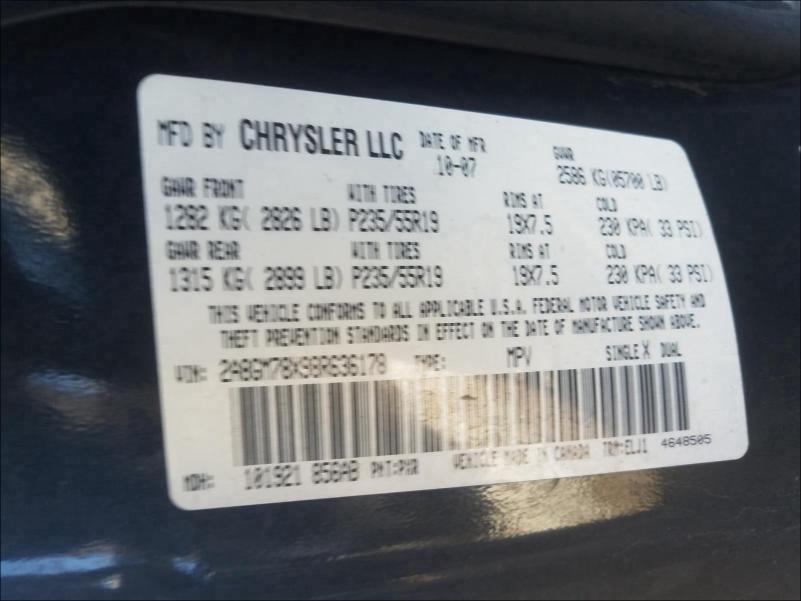 MFD BY CHRYSLER LLC DATE OF MFR GVWR
10-07 2586 KG(05700 LB)
GAWR FRONT WITH TIRES RIMS AT COLD
1282 KG( 2826 LB) P235/55R19 19X7.5 230 KPA( 33 PSI)
GAWR REAR WITH TIRES RIMS AT COLD
1315 KG( 2899 LB) P235/55R19 19X7.5 230 KPA( 33 PSI)
THIS VEHICLE CONFORMS TO ALL APPLICABLE U.S.A. FEDERAL MOTOR VEHICLE SAFETY AND
THEFT PREVENTION STANDARDS IN EFFECT ON THE DATE OF MANUFACTURE SHOWN ABOVE.
VIN: 2A8GM78X98R636178 TYPE: MPV SINGLE X DUAL
MDH: 101921 PNT:PXR VEHICLE MADE IN CANADA TRM:ELJ1 4648505